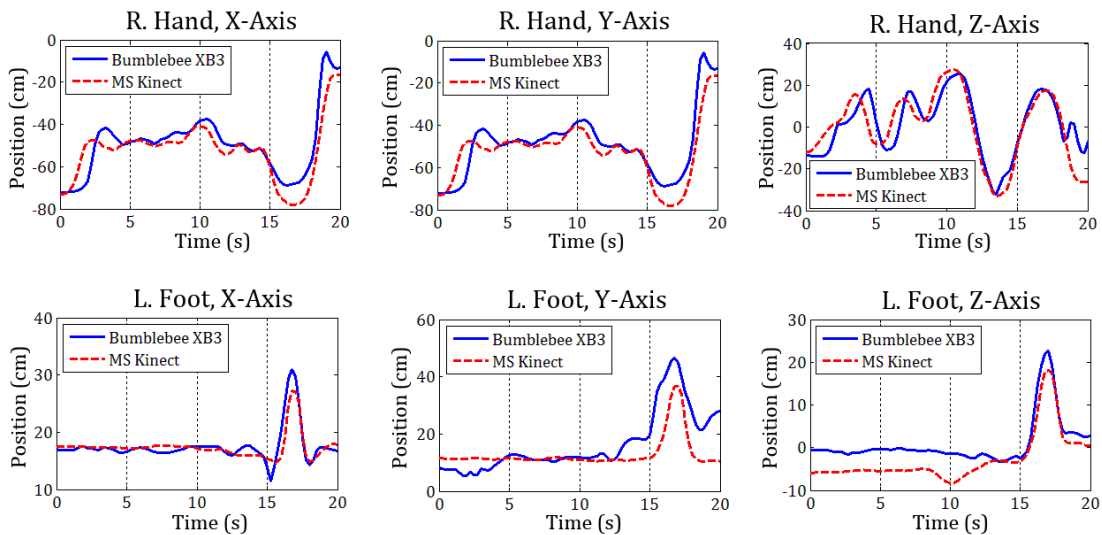 R. Hand, X-Axis
Position (cm)
0
-20
-40
-60
-80
Bumblebee XB3
MS Kinect
0 5 10 15 20
Time (s)
R. Hand, Y-Axis
Position (cm)
0
-20
-40
-60
-80
Bumblebee XB3
MS Kinect
0 5 10 15 20
Time (s)
R. Hand, Z-Axis
Position (cm)
40
20
0
-20
-40
Bumblebee XB3
MS Kinect
0 5 10 15 20
Time (s)
L. Foot, X-Axis
Position (cm)
40
30
20
10
Bumblebee XB3
MS Kinect
0 5 10 15 20
Time (s)
L. Foot, Y-Axis
Position (cm)
60
40
20
0
Bumblebee XB3
MS Kinect
0 5 10 15 20
Time (s)
L. Foot, Z-Axis
Position (cm)
30
20
10
0
-10
Bumblebee XB3
MS Kinect
0 5 10 15 20
Time (s)